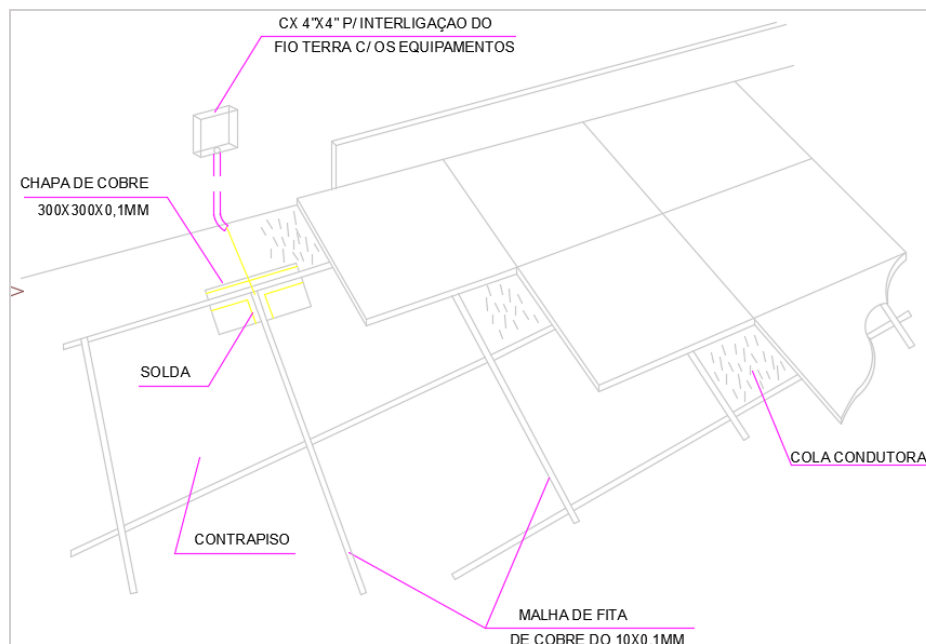 CX 4"X4" P/ INTERLIGAÇAO DO
FIO TERRA C/ OS EQUIPAMENTOS
CHAPA DE COBRE
300X300X0,1MM
SOLDA
COLA CONDUTORA
CONTRAPISO
MALHA DE FITA
DE COBRE DO 10X0,1MM